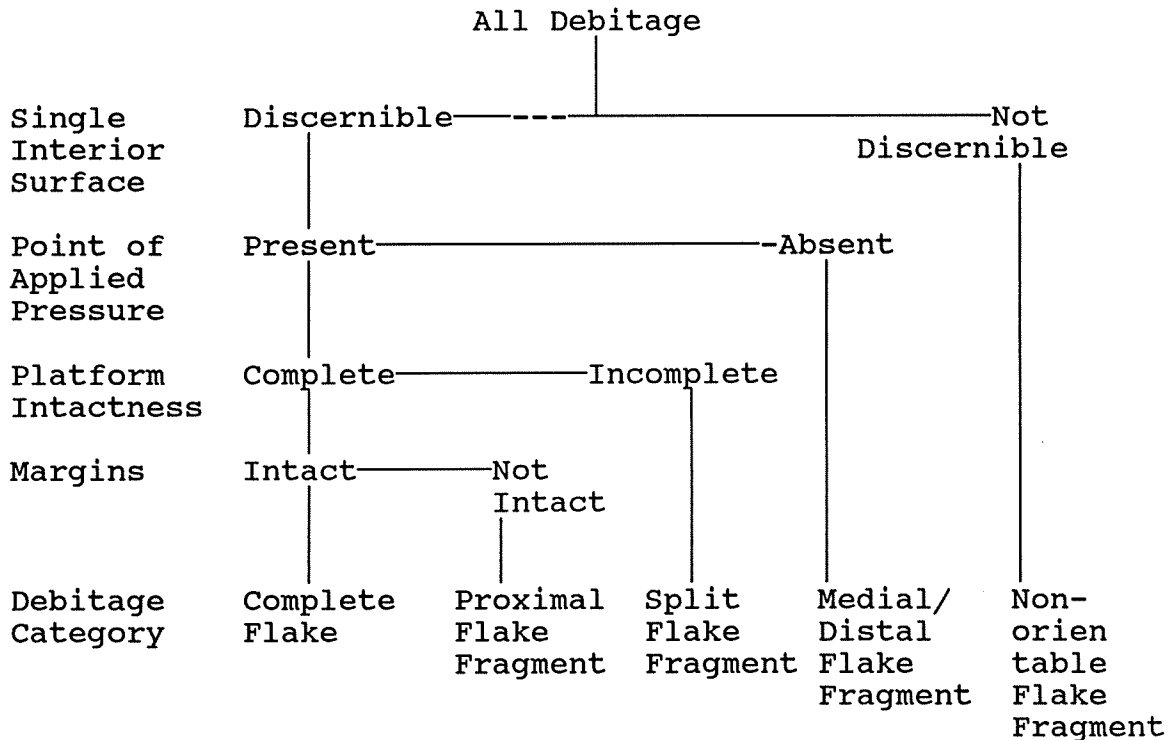 All Debitage
Single Discernible --- Not
Interior Discernible
Surface
Point of Present -Absent
Applied
Pressure
Platform Complete Incomplete
Intactness
Margins Intact Not
Intact
Debitage Complete Proximal Split Medial/ Non-
Category Flake Flake Flake Distal orien
Fragment Fragment Flake table
Fragment Flake
Fragment